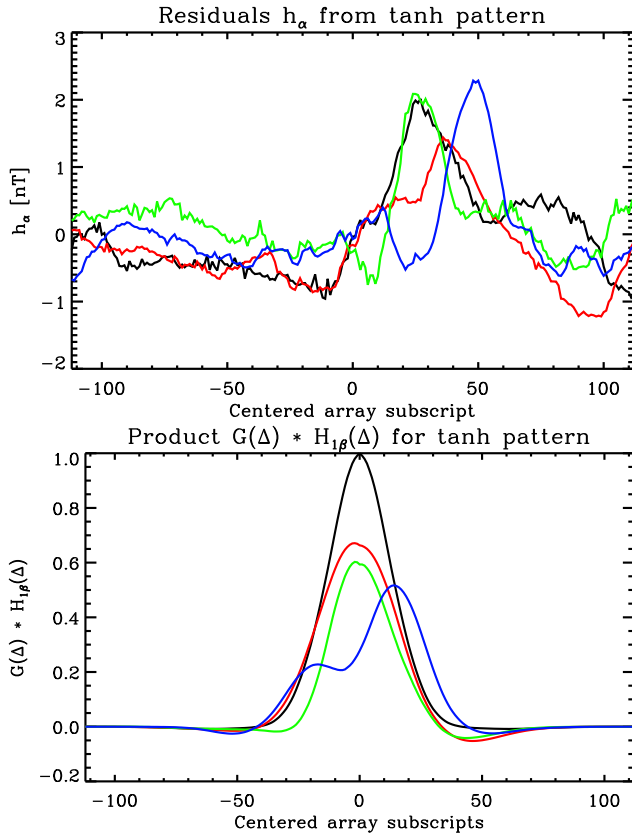 Residuals hα from tanh pattern
3
2
1
0
−1
−2
hα [nT]
−100 −50 0 50 100
Centered array subscript
Product G(Δ) * H1β(Δ) for tanh pattern
1.0
0.8
0.6
0.4
0.2
0.0
−0.2
G(Δ) * H1β(Δ)
−100 −50 0 50 100
Centered array subscripts